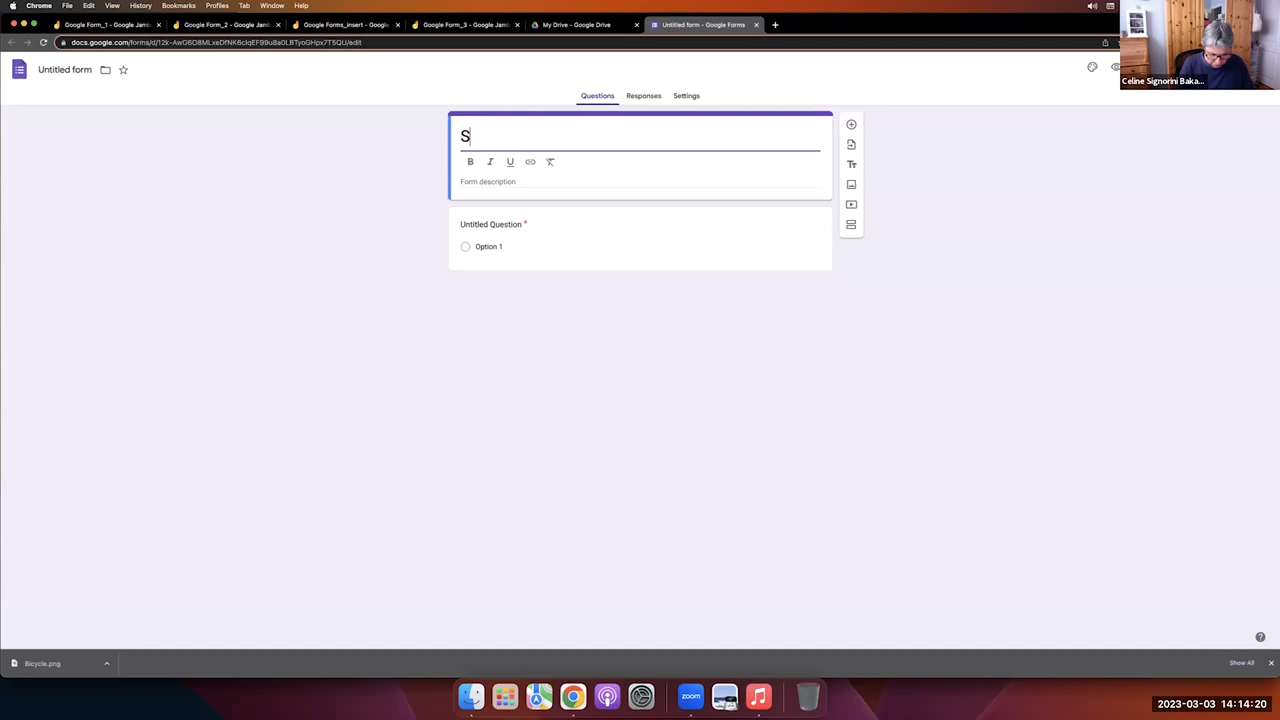 Chrome File Edit View History Bookmarks Profiles Tab Window Help
Google Form_1 - Google Jam Google Form_2 - Google Jam Google Forms_insert - Google Google Form_3 - Google Jam My Drive - Google Drive Untitled form - Google Forms
Untitled form
Celine Signorini Baka...
Questions Responses Settings
S
B I U
Form description
Untitled Question *
Option 1
Bicycle.png
Show All
zoom
2023-03-03 14:14:20